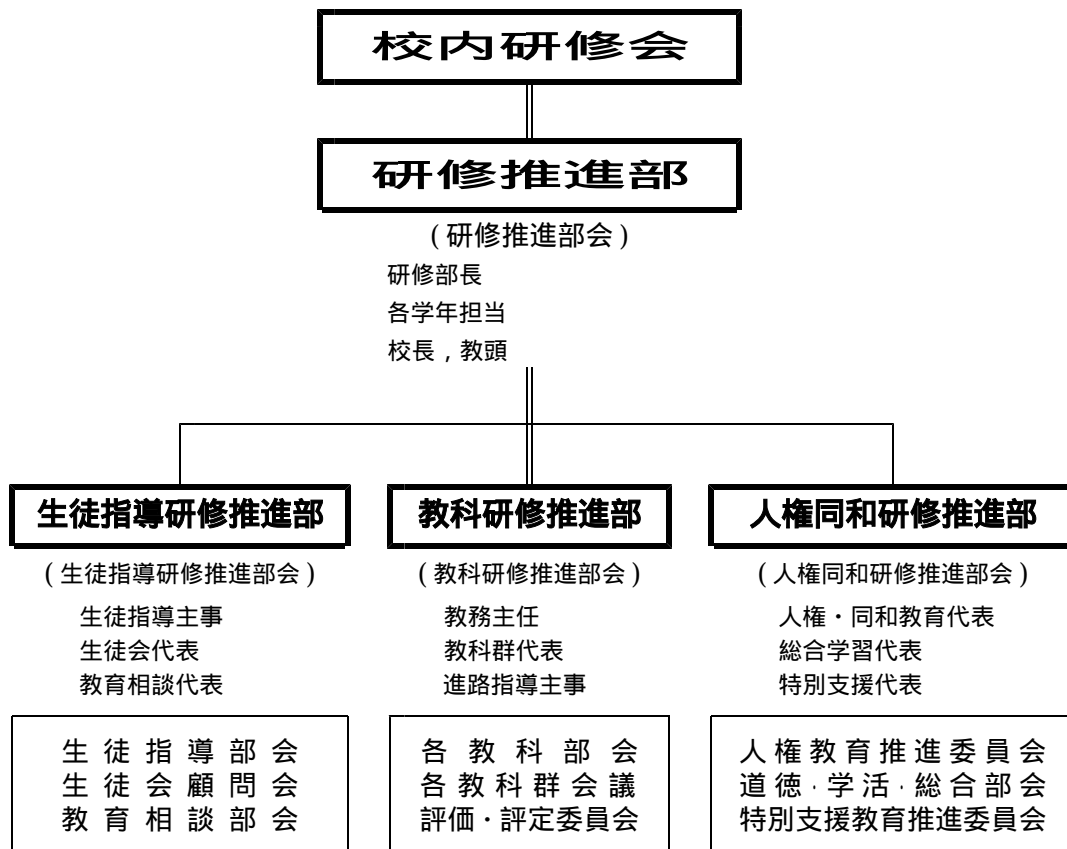 校内研修会
研修推進部
(研修推進部会)
研修部長
各学年担当
校長,教頭
生徒指導研修推進部
(生徒指導研修推進部会)
生徒指導主事
生徒会代表
教育相談代表
生徒指導部会
生徒会顧問会
教育相談部会
教科研修推進部
(教科研修推進部会)
教務主任
教科群代表
進路指導主事
各教科部会
各教科群会議
評価・評定委員会
人権同和研修推進部
(人権同和研修推進部会)
人権・同和教育代表
総合学習代表
特別支援代表
人権教育推進委員会
道徳・学活・総合部会
特別支援教育推進委員会